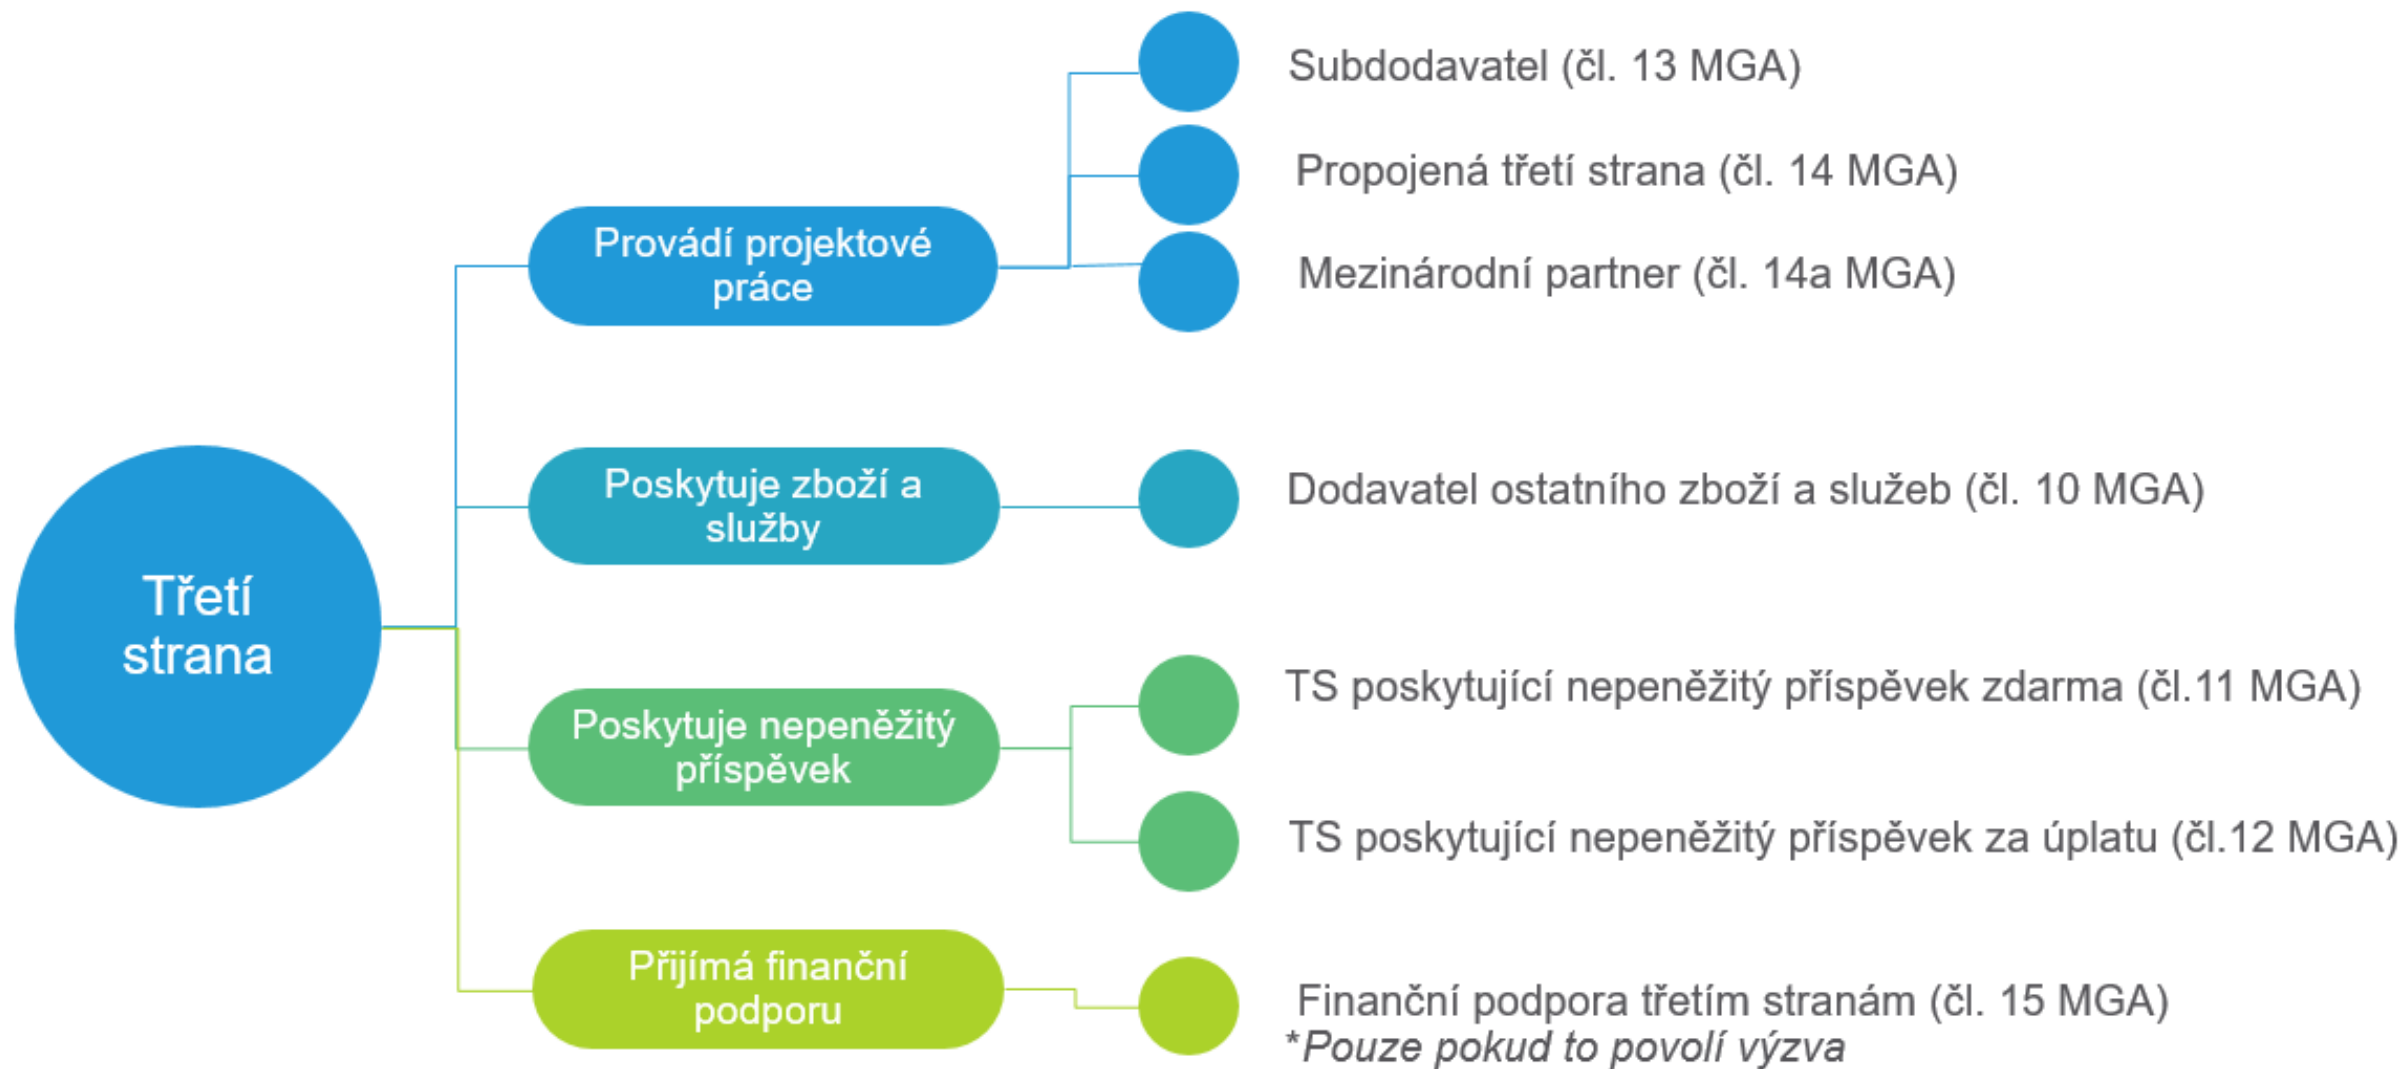 Třetí
strana
Provádí projektové
práce
Subdodavatel (čl. 13 MGA)
Propojená třetí strana (čl. 14 MGA)
Mezinárodní partner (čl. 14a MGA)
Poskytuje zboží a
služby
Dodavatel ostatního zboží a služeb (čl. 10 MGA)
Poskytuje nepeněžitý
příspěvek
TS poskytující nepeněžitý příspěvek zdarma (čl.11 MGA)
TS poskytující nepeněžitý příspěvek za úplatu (čl.12 MGA)
Přijímá finanční
podporu
Finanční podpora třetím stranám (čl. 15 MGA)
*Pouze pokud to povolí výzva